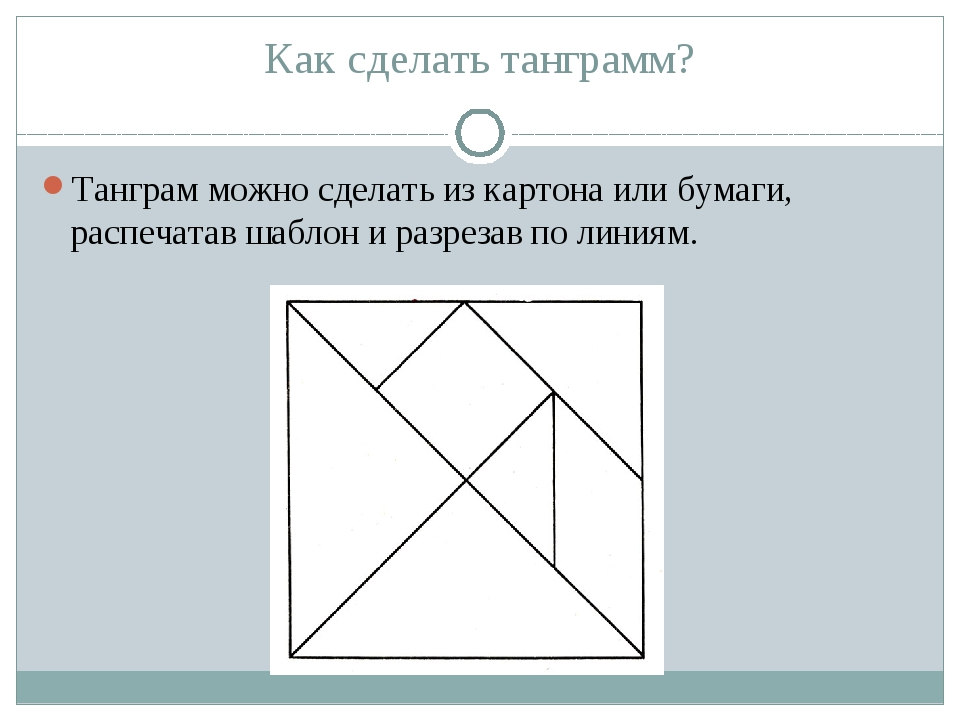 Как сделать танграмм?
Танграм можно сделать из картона или бумаги,
распечатав шаблон и разрезав по линиям.